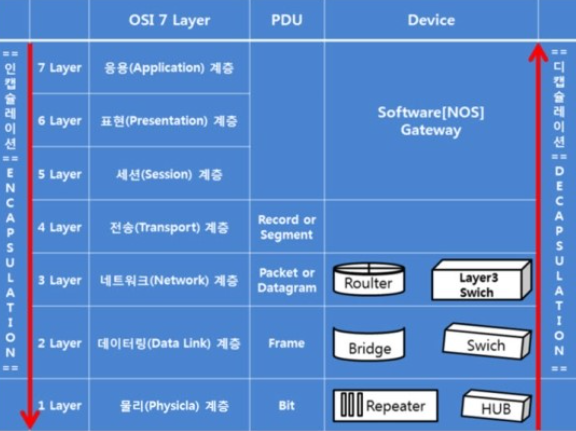 OSI 7 Layer PDU Device
7 Layer 응용(Application) 계층
6 Layer 표현(Presentation) 계층
Software[NOS]
Gateway
5 Layer 세션(Session) 계층
4 Layer 전송(Transport) 계층 Record or
Segment
3 Layer 네트워크(Network) 계층 Packet or
Datagram
Roulter
Layer3
Swich
2 Layer 데이터링(Data Link) 계층 Frame
Bridge
Swich
1 Layer 물리(Physicla) 계층 Bit
Repeater
HUB
==
인
캡
슐
레
이
션
==
E
N
C
A
P
S
U
L
A
T
I
O
N
==
==
디
캡
슐
레
이
션
==
D
E
C
A
P
S
U
L
A
T
I
O
N
==